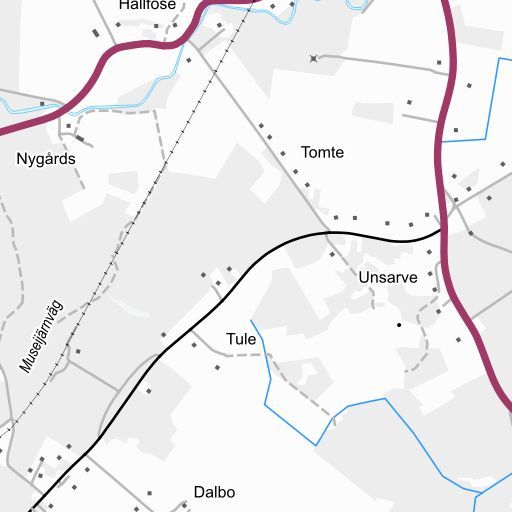 Hallfose
Tomte
Nygårds
Unsarve
Museijärnväg
Tule
Dalbo